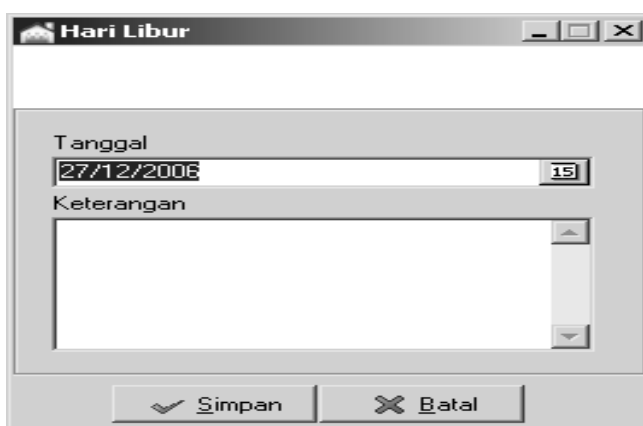 Hari Libur
Tanggal
27/12/2006
15
Keterangan
Simpan
Batal